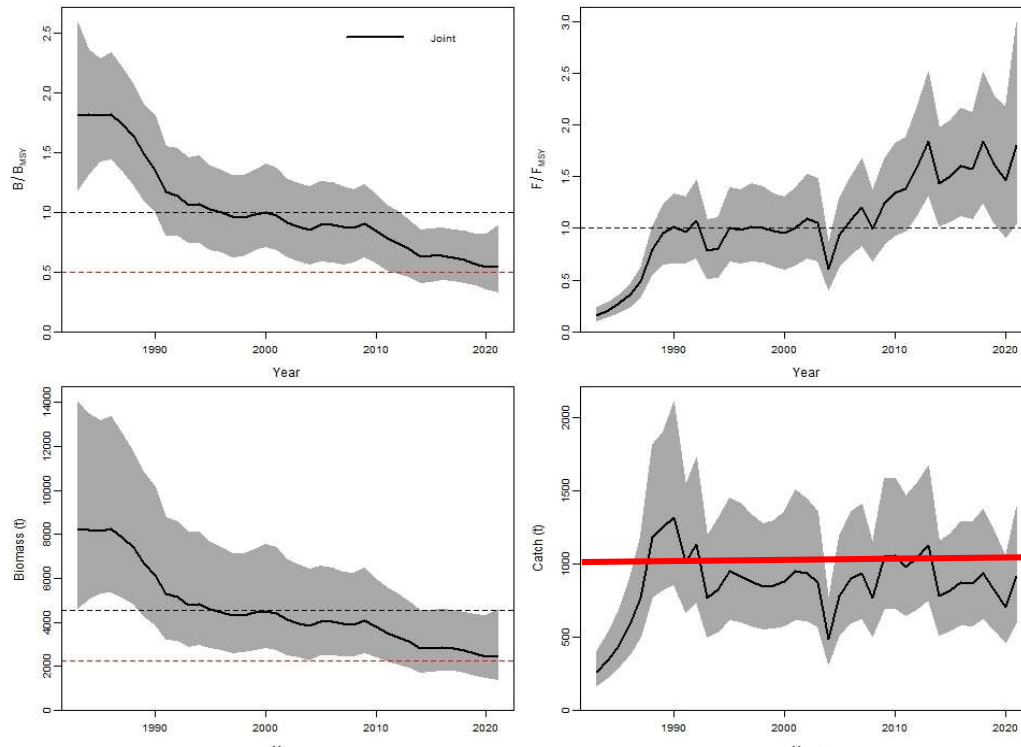 B/BMSY
0.0 0.5 1.0 1.5 2.0 2.5
Joint
1990 2000 2010 2020
Year
F/FMSY
0.0 0.5 1.0 1.5 2.0 2.5 3.0
1990 2000 2010 2020
Year
Biomass (t)
0 2000 4000 6000 8000 10000 12000 14000
1990 2000 2010 2020
Catch (t)
0 500 1000 1500 2000
1990 2000 2010 2020